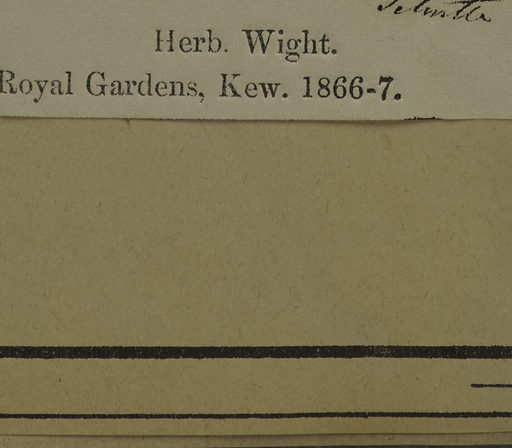 Herb. Wight.
Royal Gardens, Kew. 1866-7.